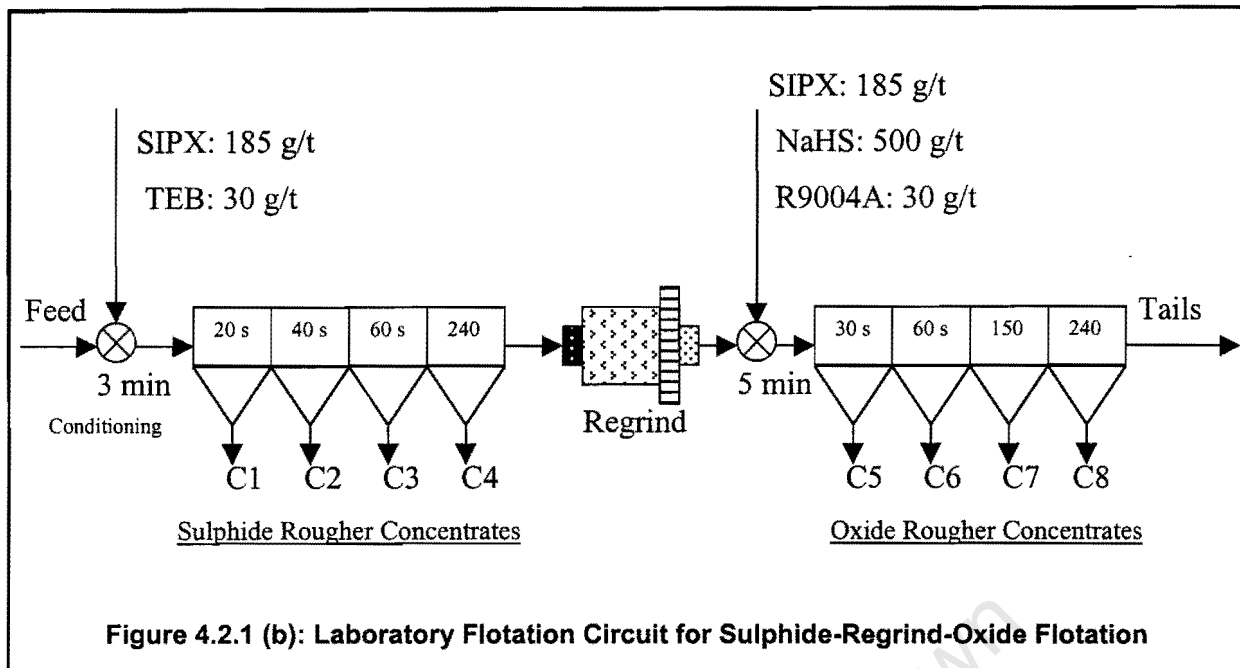 SIPX: 185 g/t
TEB: 30 g/t
SIPX: 185 g/t
NaHS: 500 g/t
R9004A: 30 g/t
Feed
3 min
Conditioning
20 s
40 s
60 s
240
Regrind
5 min
30 s
60 s
150
240
Tails
C1
C2
C3
C4
C5
C6
C7
C8
Sulphide Rougher Concentrates
Oxide Rougher Concentrates
Figure 4.2.1 (b): Laboratory Flotation Circuit for Sulphide-Regrind-Oxide Flotation